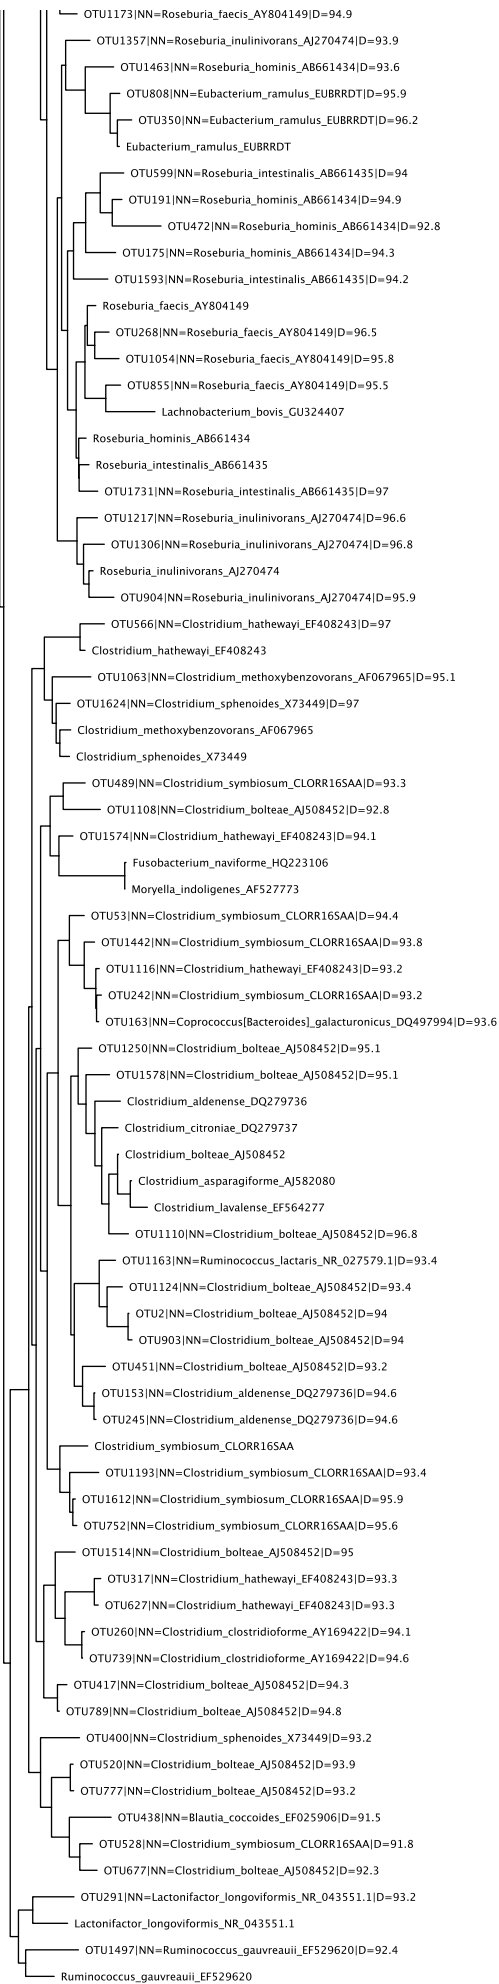 OTU1173|NN=Roseburia_faecis_AY804149|D=94.9
OTU1357|NN=Roseburia_inulinivorans_AJ270474|D=93.9
OTU1463|NN=Roseburia_hominis_AB661434|D=93.6
OTU808|NN=Eubacterium_ramulus_EUBRRDT|D=95.9
OTU350|NN=Eubacterium_ramulus_EUBRRDT|D=96.2
Eubacterium_ramulus_EUBRRDT
OTU599|NN=Roseburia_intestinalis_AB661435|D=94
OTU191|NN=Roseburia_hominis_AB661434|D=94.9
OTU472|NN=Roseburia_hominis_AB661434|D=92.8
OTU175|NN=Roseburia_hominis_AB661434|D=94.3
OTU1593|NN=Roseburia_intestinalis_AB661435|D=94.2
Roseburia_faecis_AY804149
OTU268|NN=Roseburia_faecis_AY804149|D=96.5
OTU1054|NN=Roseburia_faecis_AY804149|D=95.8
OTU855|NN=Roseburia_faecis_AY804149|D=95.5
Lachnobacterium_bovis_GU324407
Roseburia_hominis_AB661434
Roseburia_intestinalis_AB661435
OTU1731|NN=Roseburia_intestinalis_AB661435|D=97
OTU1217|NN=Roseburia_inulinivorans_AJ270474|D=96.6
OTU1306|NN=Roseburia_inulinivorans_AJ270474|D=96.8
Roseburia_inulinivorans_AJ270474
OTU904|NN=Roseburia_inulinivorans_AJ270474|D=95.9
OTU566|NN=Clostridium_hathewayi_EF408243|D=97
Clostridium_hathewayi_EF408243
OTU1063|NN=Clostridium_methoxybenzovorans_AF067965|D=95.1
OTU1624|NN=Clostridium_sphenoides_X73449|D=97
Clostridium_methoxybenzovorans_AF067965
Clostridium_sphenoides_X73449
OTU489|NN=Clostridium_symbiosum_CLORR16SAA|D=93.3
OTU1108|NN=Clostridium_bolteae_AJ508452|D=92.8
OTU1574|NN=Clostridium_hathewayi_EF408243|D=94.1
Fusobacterium_naviforme_HQ223106
Moryella_indoligenes_AF527773
OTU53|NN=Clostridium_symbiosum_CLORR16SAA|D=94.4
OTU1442|NN=Clostridium_symbiosum_CLORR16SAA|D=93.8
OTU1116|NN=Clostridium_hathewayi_EF408243|D=93.2
OTU242|NN=Clostridium_symbiosum_CLORR16SAA|D=93.2
OTU163|NN=Coprococcus[Bacteroides]_galacturonicus_DQ497994|D=93.6
OTU1250|NN=Clostridium_bolteae_AJ508452|D=95.1
OTU1578|NN=Clostridium_bolteae_AJ508452|D=95.1
Clostridium_aldenense_DQ279736
Clostridium_citroniae_DQ279737
Clostridium_bolteae_AJ508452
Clostridium_asparagiforme_AJ582080
Clostridium_lavalense_EF564277
OTU1110|NN=Clostridium_bolteae_AJ508452|D=96.8
OTU1163|NN=Ruminococcus_lactaris_NR_027579.1|D=93.4
OTU1124|NN=Clostridium_bolteae_AJ508452|D=93.4
OTU2|NN=Clostridium_bolteae_AJ508452|D=94
OTU903|NN=Clostridium_bolteae_AJ508452|D=94
OTU451|NN=Clostridium_bolteae_AJ508452|D=93.2
OTU153|NN=Clostridium_aldenense_DQ279736|D=94.6
OTU245|NN=Clostridium_aldenense_DQ279736|D=94.6
Clostridium_symbiosum_CLORR16SAA
OTU1193|NN=Clostridium_symbiosum_CLORR16SAA|D=93.4
OTU1612|NN=Clostridium_symbiosum_CLORR16SAA|D=95.9
OTU752|NN=Clostridium_symbiosum_CLORR16SAA|D=95.6
OTU1514|NN=Clostridium_bolteae_AJ508452|D=95
OTU317|NN=Clostridium_hathewayi_EF408243|D=93.3
OTU627|NN=Clostridium_hathewayi_EF408243|D=93.3
OTU260|NN=Clostridium_clostridioforme_AY169422|D=94.1
OTU739|NN=Clostridium_clostridioforme_AY169422|D=94.6
OTU417|NN=Clostridium_bolteae_AJ508452|D=94.3
OTU789|NN=Clostridium_bolteae_AJ508452|D=94.8
OTU400|NN=Clostridium_sphenoides_X73449|D=93.2
OTU520|NN=Clostridium_bolteae_AJ508452|D=93.9
OTU777|NN=Clostridium_bolteae_AJ508452|D=93.2
OTU438|NN=Blautia_coccoides_EF025906|D=91.5
OTU528|NN=Clostridium_symbiosum_CLORR16SAA|D=91.8
OTU677|NN=Clostridium_bolteae_AJ508452|D=92.3
OTU291|NN=Lactonifactor_longoviformis_NR_043551.1|D=93.2
Lactonifactor_longoviformis_NR_043551.1
OTU1497|NN=Ruminococcus_gauvreauii_EF529620|D=92.4
Ruminococcus_gauvreauii_EF529620